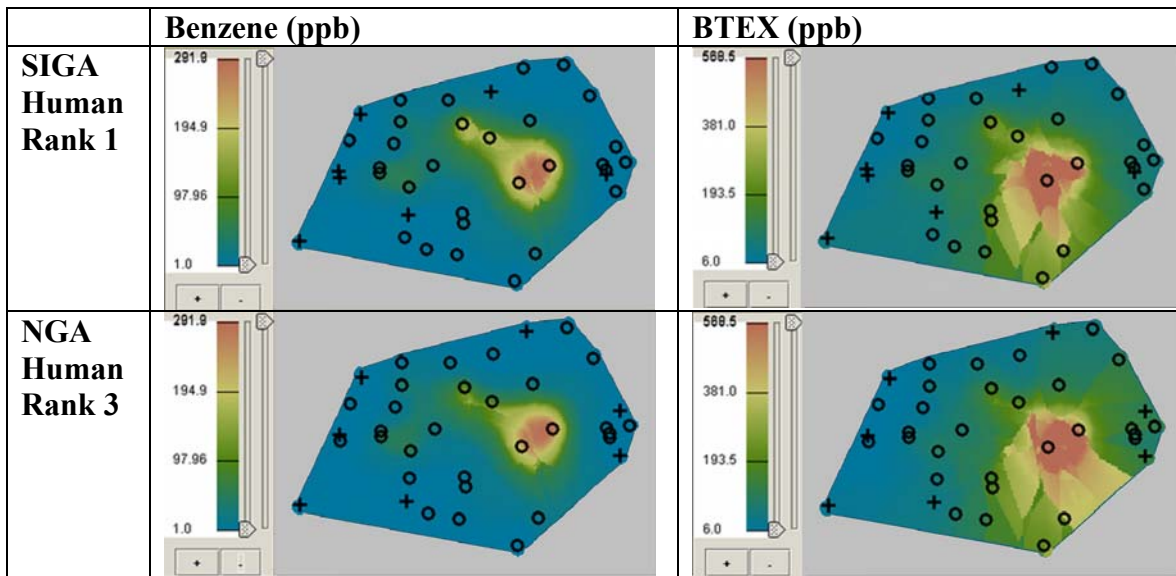 Benzene (ppb) BTEX (ppb)
SIGA
Human
Rank 1
291.9
194.9
97.96
1.0
+ -
568.5
381.0
193.5
6.0
+ -
NGA
Human
Rank 3
291.9
194.9
97.96
1.0
+ -
568.5
381.0
193.5
6.0
+ -